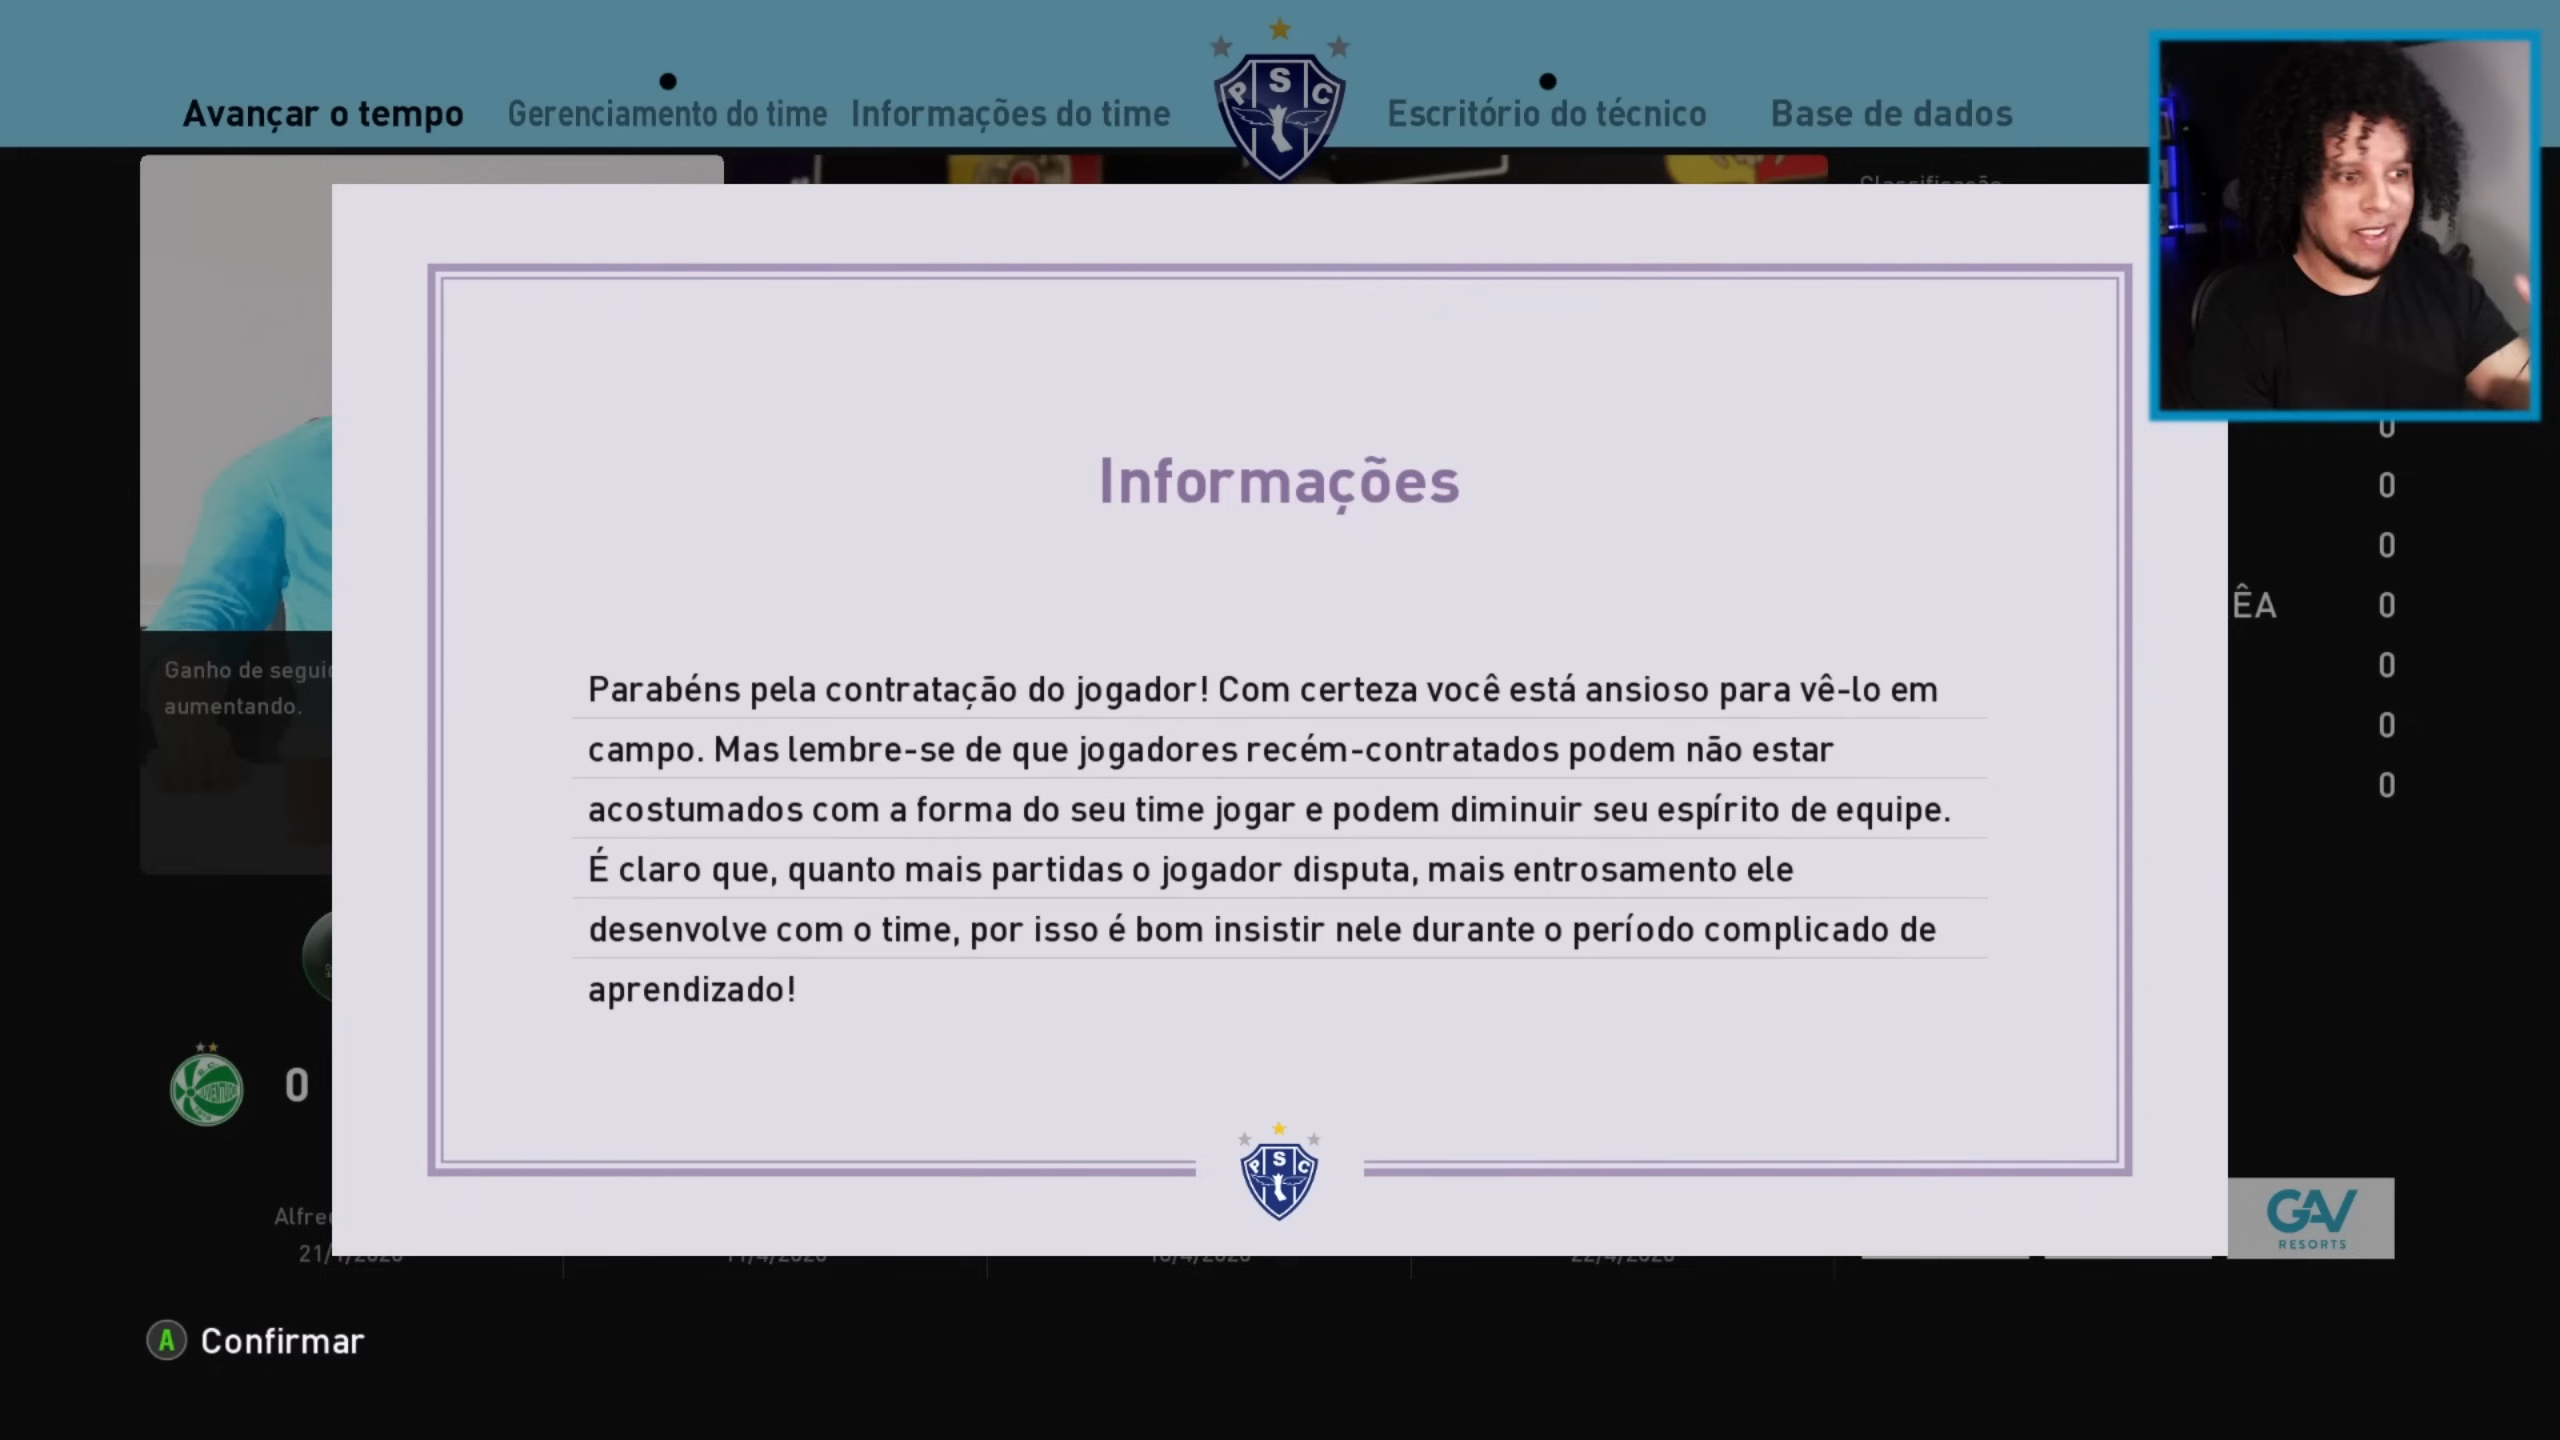 Avançar o tempo
Gerenciamento do time
Informações do time
PSC
Escritório do técnico
Base de dados
Informações
Parabéns pela contratação do jogador! Com certeza você está ansioso para vê-lo em
campo. Mas lembre-se de que jogadores recém-contratados podem não estar
acostumados com a forma do seu time jogar e podem diminuir seu espírito de equipe.
É claro que, quanto mais partidas o jogador disputa, mais entrosamento ele
desenvolve com o time, por isso é bom insistir nele durante o período complicado de
aprendizado!
Ganho de
aumentando.
0
0
0
ÊA 0
0
0
0
0
PSC
GAV
RESORTS
A Confirmar